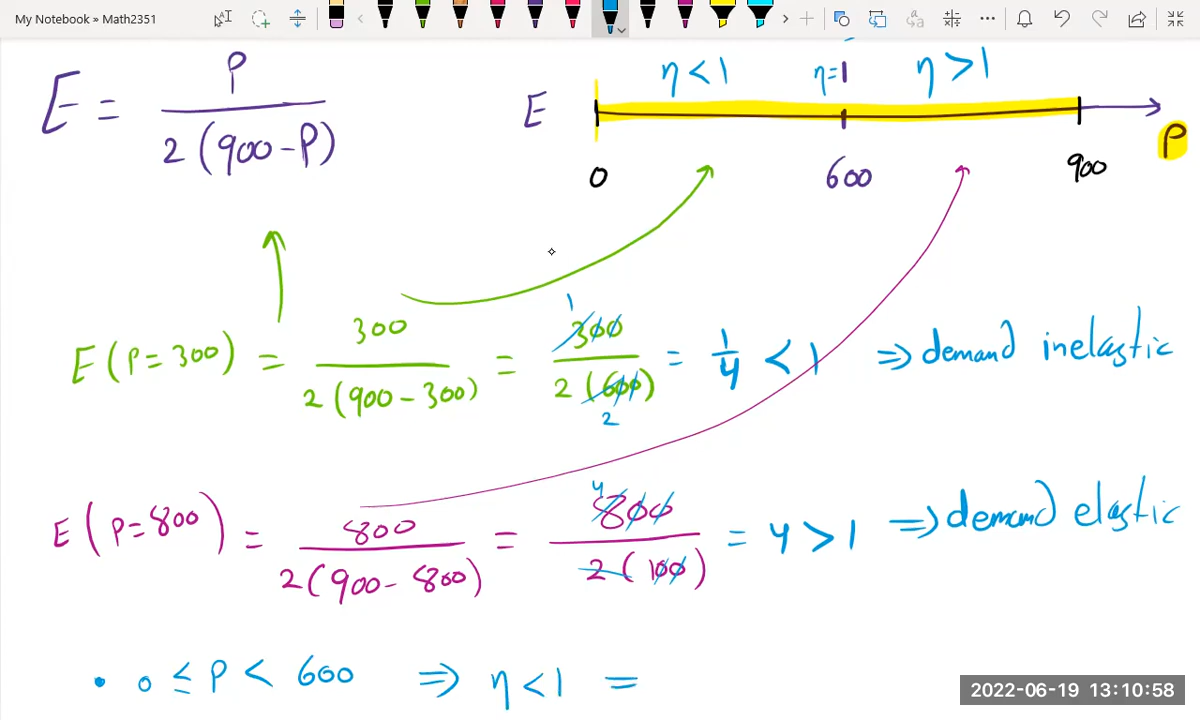 My Notebook » Math2351
E = P / 2(900-P)
E η<1 η=1 η>1
0 600 900 P
E(P=300) = 300 / 2(900-300) = 300 / 2(600) = 1/4 < 1 ⇒ demand inelastic
1
2
E(P=800) = 800 / 2(900-800) = 800 / 2(100) = 4 > 1 ⇒ demand elastic
4
• 0 ≤ P < 600 ⇒ η<1 =
2022-06-19 13:10:58